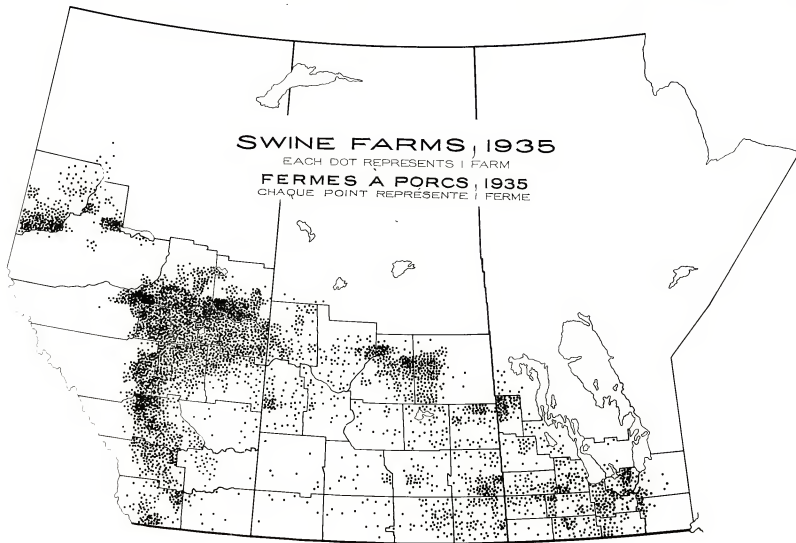 SWINE FARMS, 1935
EACH DOT REPRESENTS 1 FARM
FERMES A PORCS, 1935
CHAQUE POINT REPRÉSENTE 1 FERME